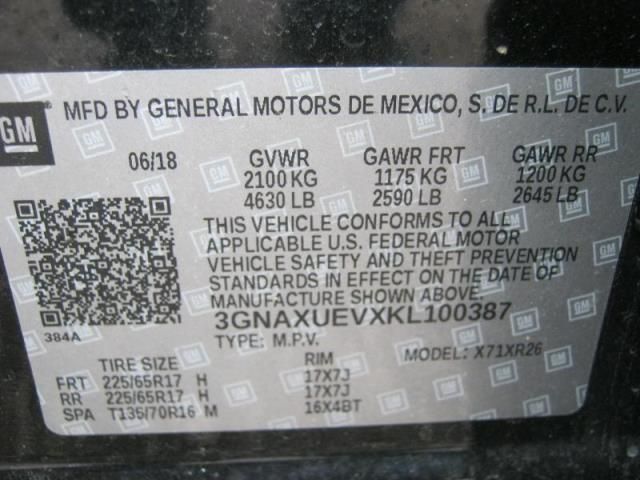 GM MFD BY GENERAL MOTORS DE MEXICO, S. DE R.L. DE C.V.
06/18 GVWR GAWR FRT GAWR RR
2100 KG 1175 KG 1200 KG
4630 LB 2590 LB 2645 LB
THIS VEHICLE CONFORMS TO ALL
APPLICABLE U.S. FEDERAL MOTOR
VEHICLE SAFETY AND THEFT PREVENTION
STANDARDS IN EFFECT ON THE DATE OF
MANUFACTURE SHOWN ABOVE.
384A 3GNAXUEVXKL100387
TYPE: M.P.V. MODEL: X71XR26
TIRE SIZE RIM
FRT 225/65R17 H 17X7J
RR 225/65R17 H 17X7J
SPA T135/70R16 M 16X4BT